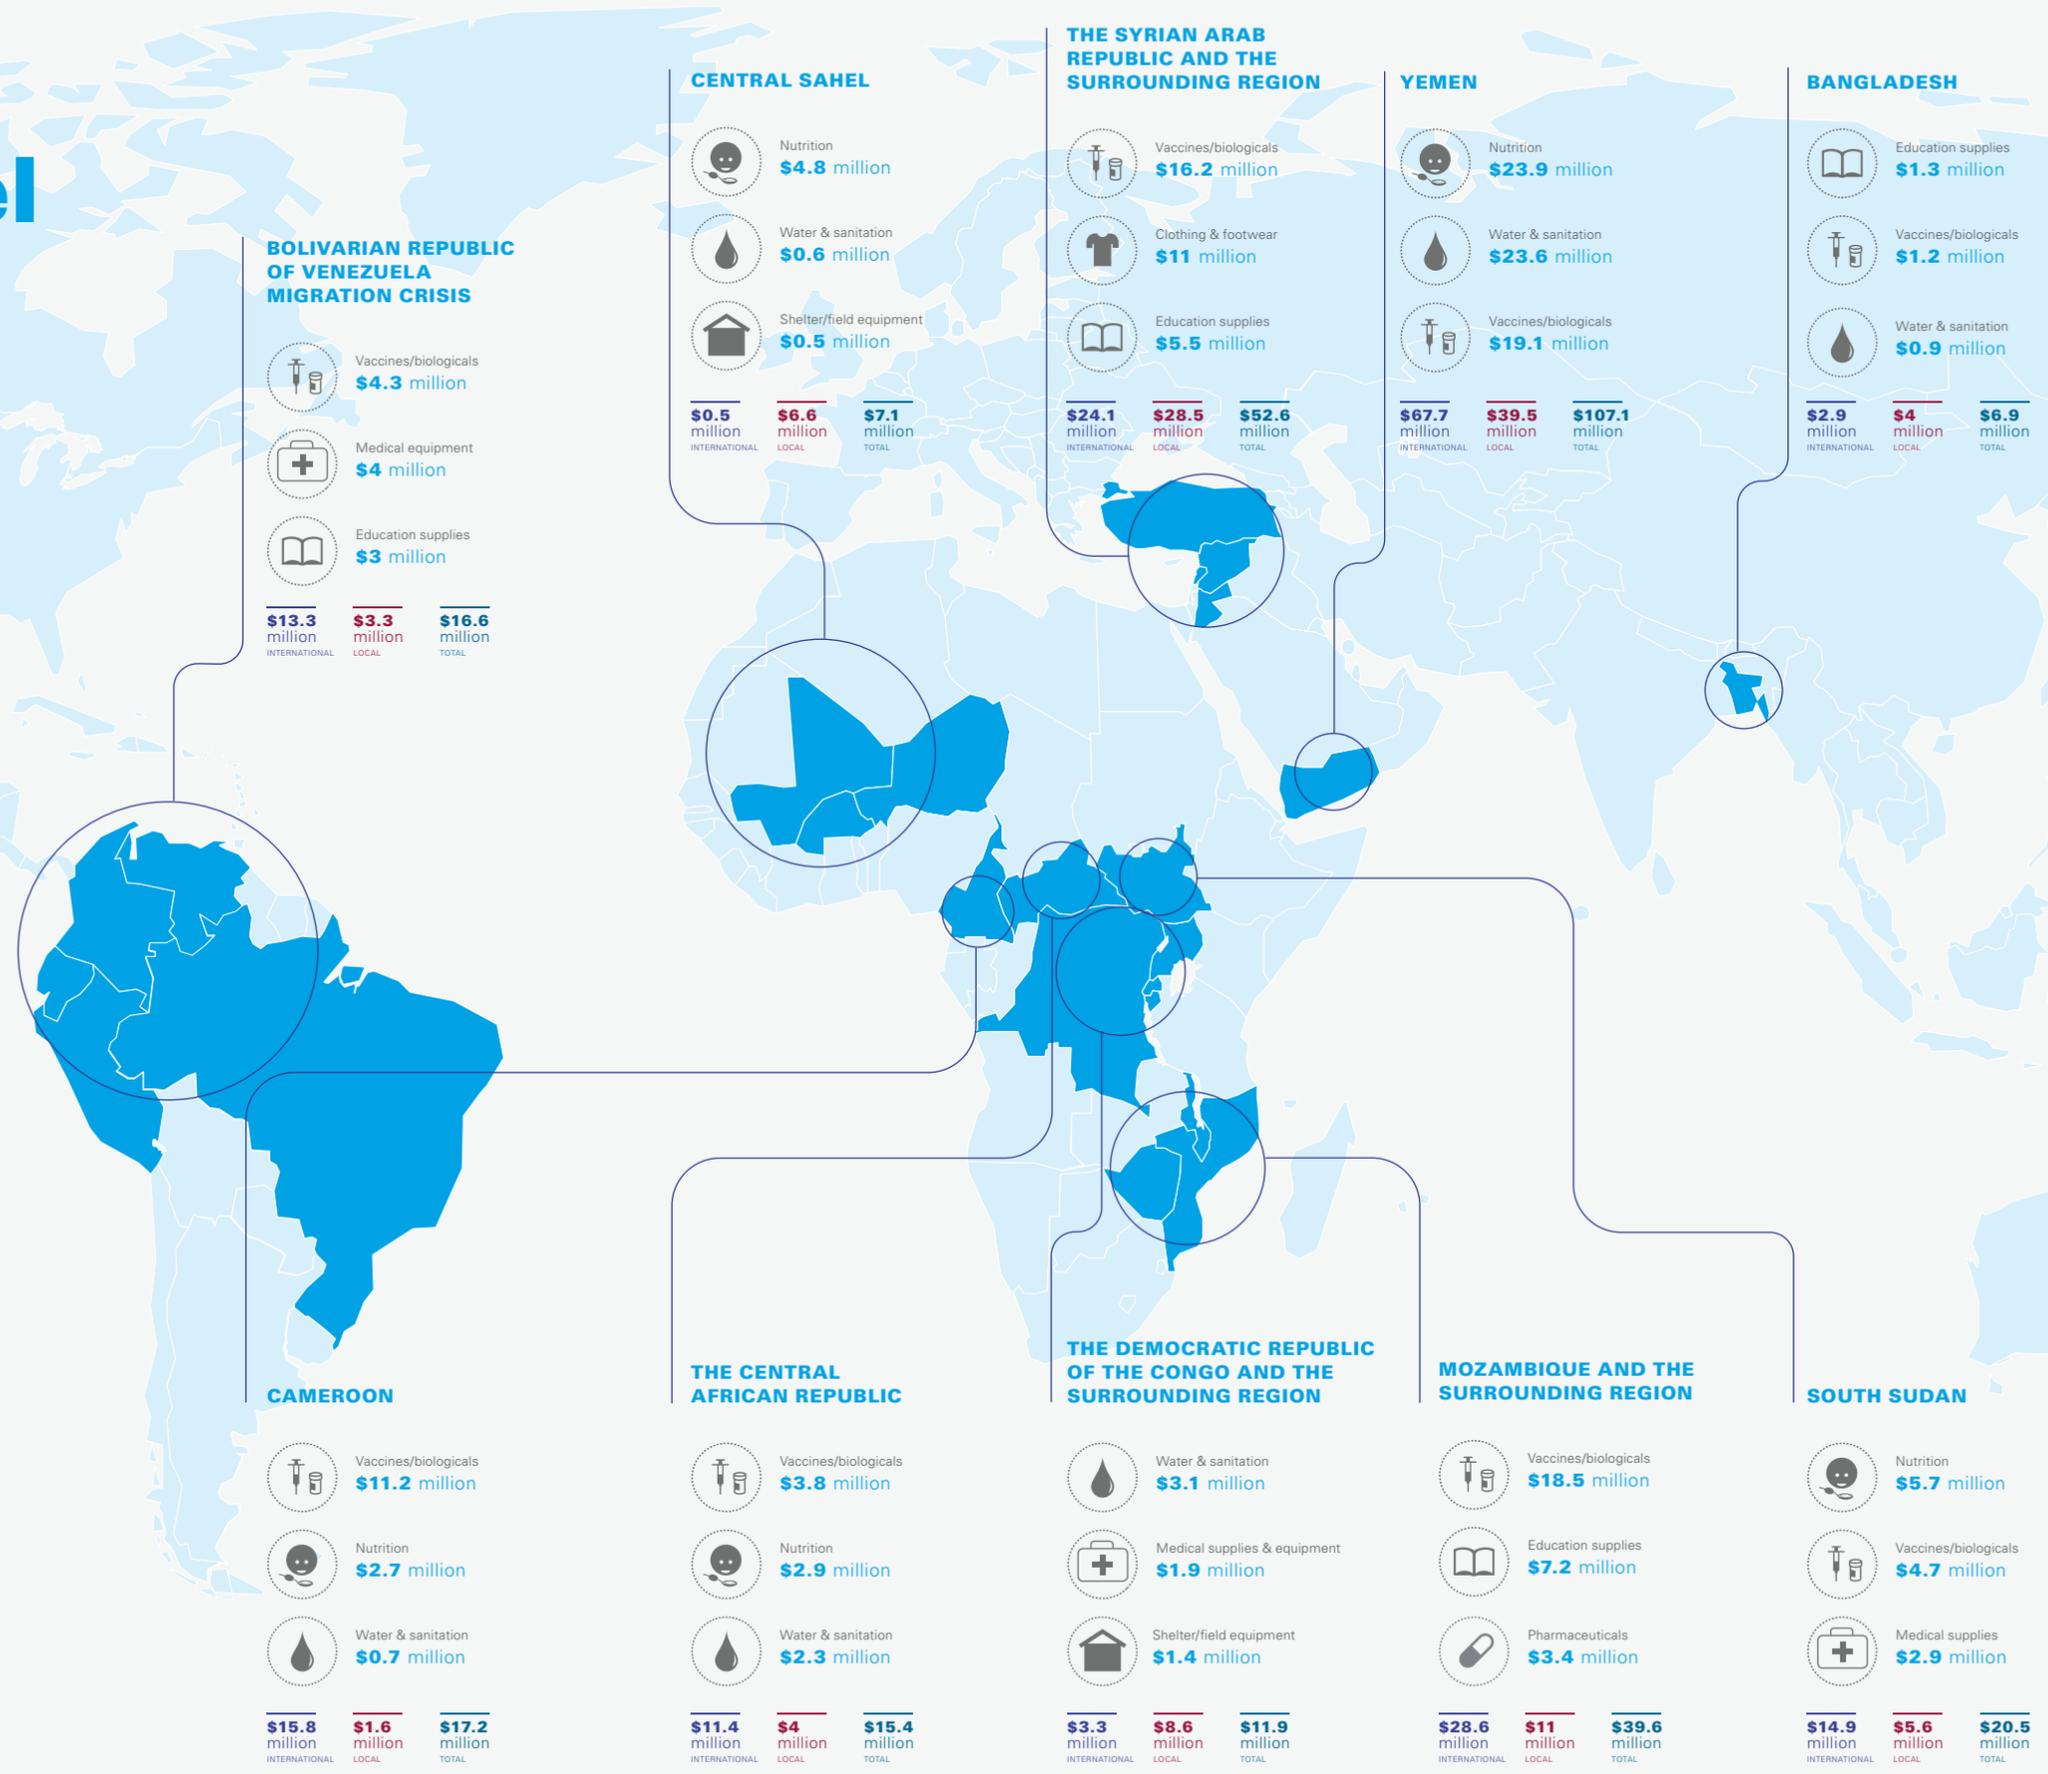 el
BOLIVARIAN REPUBLIC
OF VENEZUELA
MIGRATION CRISIS
Vaccines/biologicals
$4.3 million
Medical equipment
$4 million
Education supplies
$3 million
$13.3 $3.3 $16.6
million million million
INTERNATIONAL LOCAL TOTAL
CENTRAL SAHEL
Nutrition
$4.8 million
Water & sanitation
$0.6 million
Shelter/field equipment
$0.5 million
$0.5 $6.6 $7.1
million million million
INTERNATIONAL LOCAL TOTAL
THE SYRIAN ARAB
REPUBLIC AND THE
SURROUNDING REGION
Vaccines/biologicals
$16.2 million
Clothing & footwear
$11 million
Education supplies
$5.5 million
$24.1 $28.5 $52.6
million million million
INTERNATIONAL LOCAL TOTAL
YEMEN
Nutrition
$23.9 million
Water & sanitation
$23.6 million
Vaccines/biologicals
$19.1 million
$67.7 $39.5 $107.1
million million million
INTERNATIONAL LOCAL TOTAL
BANGLADESH
Education supplies
$1.3 million
Vaccines/biologicals
$1.2 million
Water & sanitation
$0.9 million
$2.9 $4 $6.9
million million million
INTERNATIONAL LOCAL TOTAL
CAMEROON
Vaccines/biologicals
$11.2 million
Nutrition
$2.7 million
Water & sanitation
$0.7 million
$15.8 $1.6 $17.2
million million million
INTERNATIONAL LOCAL TOTAL
THE CENTRAL
AFRICAN REPUBLIC
Vaccines/biologicals
$3.8 million
Nutrition
$2.9 million
Water & sanitation
$2.3 million
$11.4 $4 $15.4
million million million
INTERNATIONAL LOCAL TOTAL
THE DEMOCRATIC REPUBLIC
OF THE CONGO AND THE
SURROUNDING REGION
Water & sanitation
$3.1 million
Medical supplies & equipment
$1.9 million
Shelter/field equipment
$1.4 million
$3.3 $8.6 $11.9
million million million
INTERNATIONAL LOCAL TOTAL
MOZAMBIQUE AND THE
SURROUNDING REGION
Vaccines/biologicals
$18.5 million
Education supplies
$7.2 million
Pharmaceuticals
$3.4 million
$28.6 $11 $39.6
million million million
INTERNATIONAL LOCAL TOTAL
SOUTH SUDAN
Nutrition
$5.7 million
Vaccines/biologicals
$4.7 million
Medical supplies
$2.9 million
$14.9 $5.6 $20.5
million million million
INTERNATIONAL LOCAL TOTAL